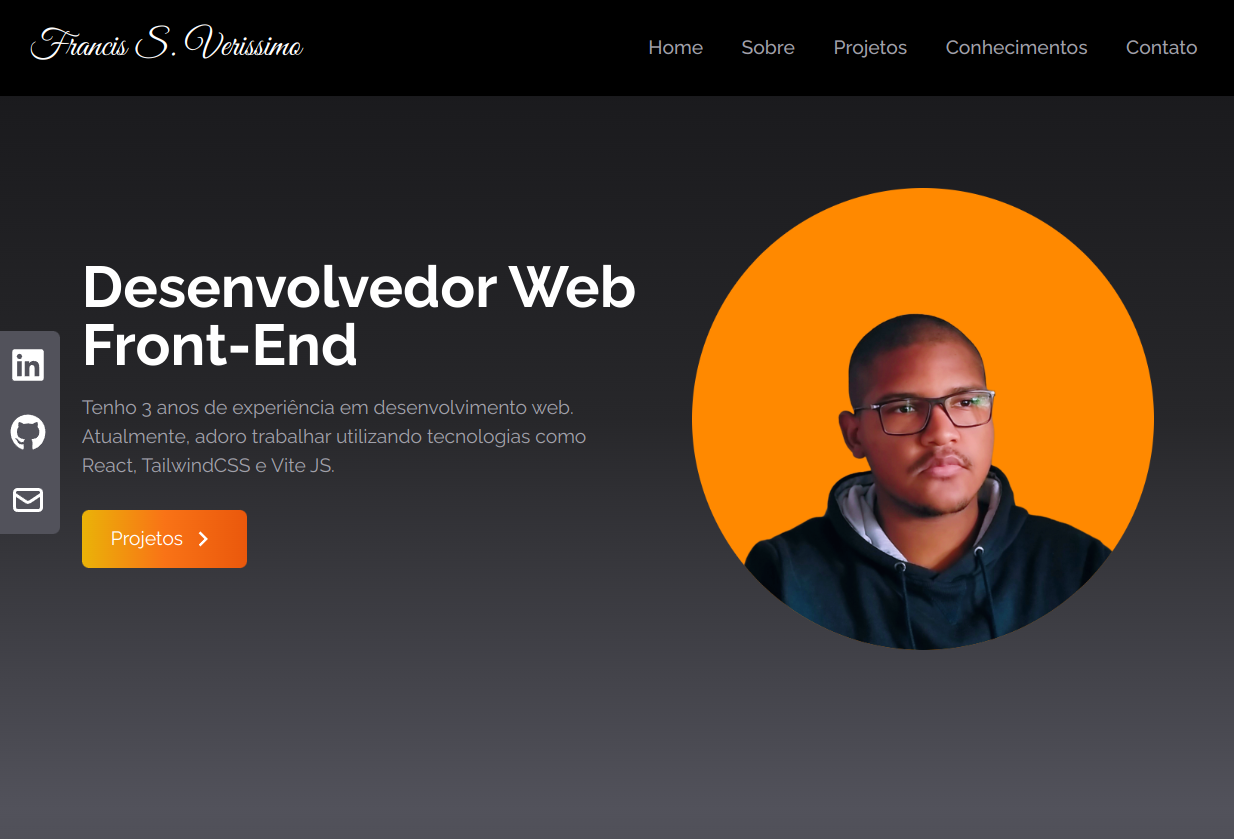 Francis S. Verissimo
Home
Sobre
Projetos
Conhecimentos
Contato
Desenvolvedor Web
Front-End
Tenho 3 anos de experiência em desenvolvimento web.
Atualmente, adoro trabalhar utilizando tecnologias como
React, TailwindCSS e Vite JS.
Projetos
in